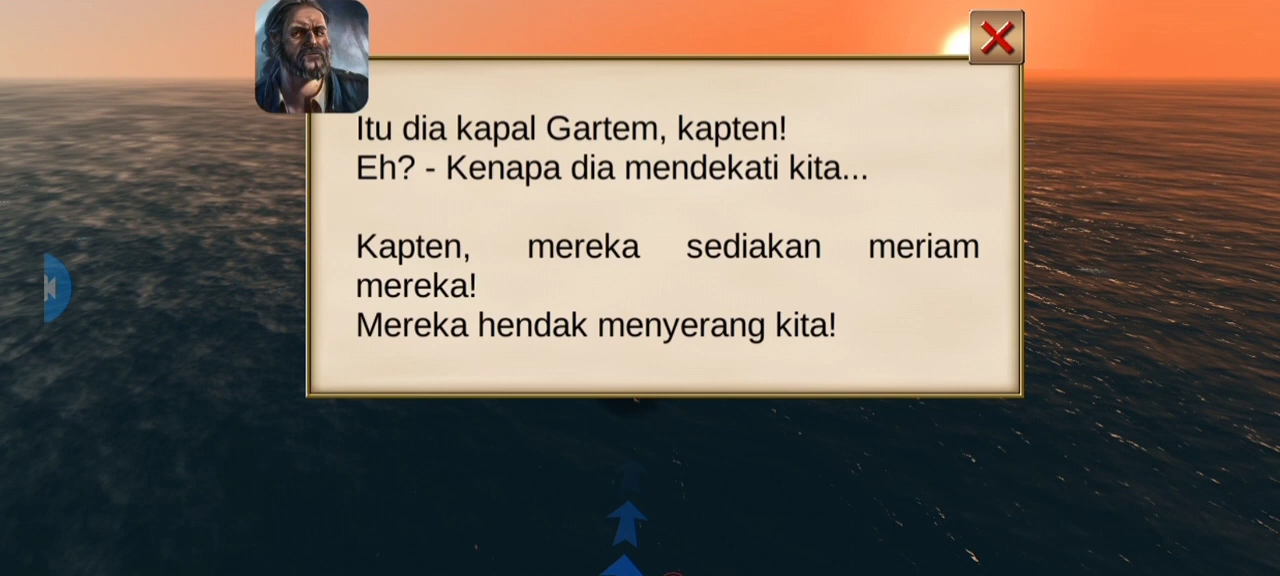 Itu dia kapal Gartem, kapten!
Eh? - Kenapa dia mendekati kita...
Kapten, mereka sediakan meriam
mereka!
Mereka hendak menyerang kita!